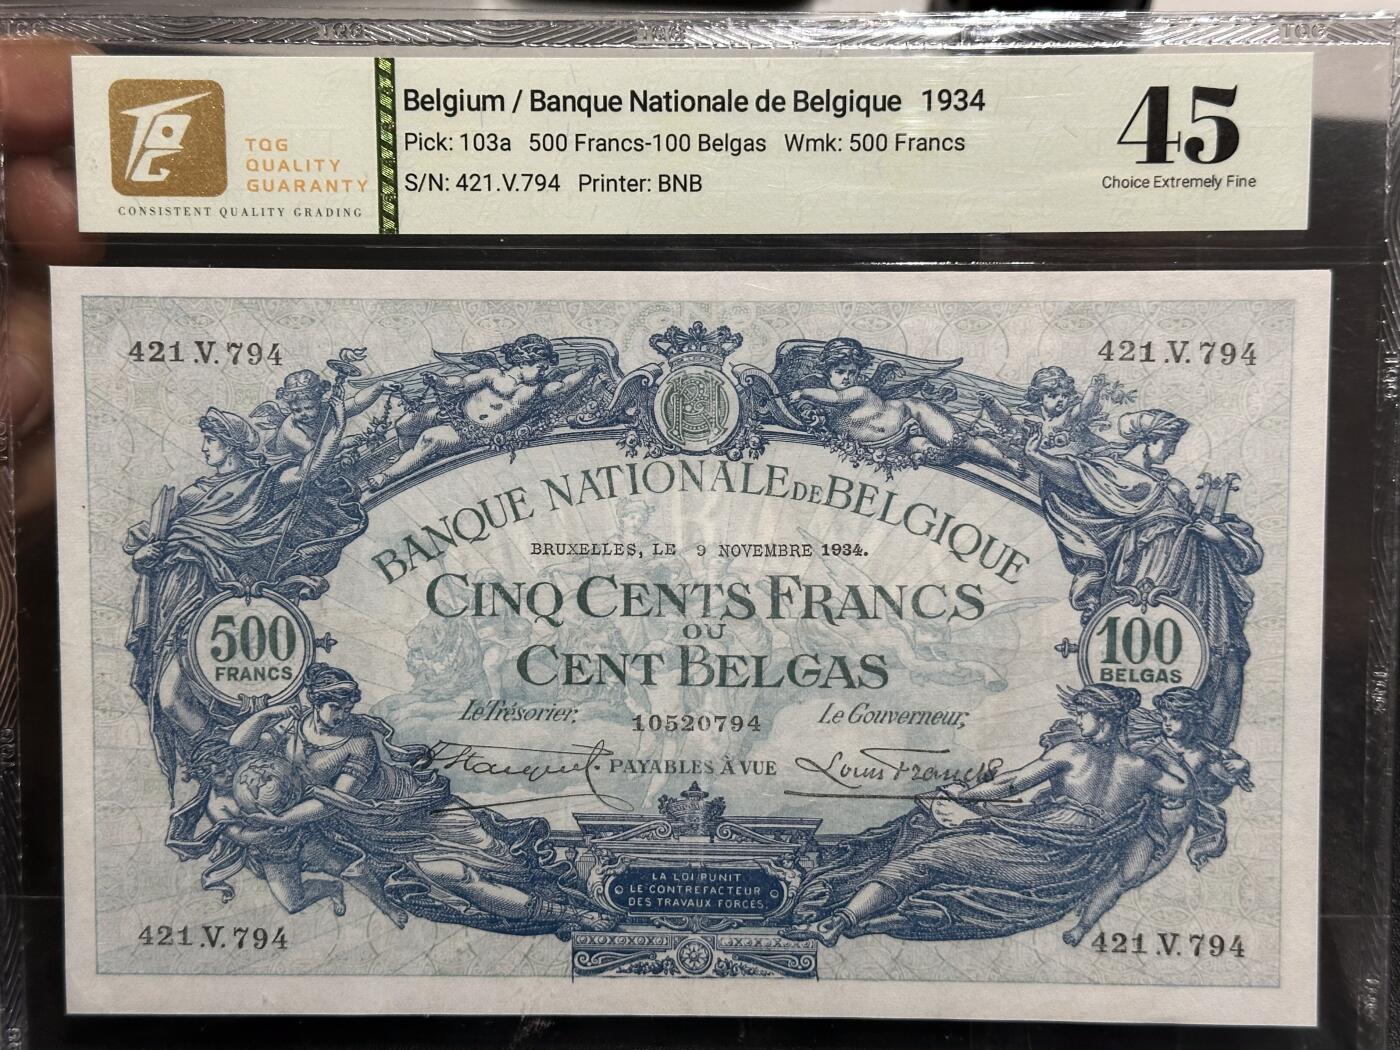 TQG
QUALITY
GUARANTY
CONSISTENT QUALITY GRADING
Belgium / Banque Nationale de Belgique 1934
Pick: 103a 500 Francs-100 Belgas Wmk: 500 Francs
S/N: 421.V.794 Printer: BNB
45
Choice Extremely Fine
421.V.794
421.V.794
BANQUE NATIONALE DE BELGIQUE
BRUXELLES, LE 9 NOVEMBRE 1934.
CINQ CENTS FRANCS
OU
CENT BELGAS
500
FRANCS
100
BELGAS
Le Trésorier,
10520794
Le Gouverneur,
PAYABLES À VUE
Louis Franck
LA LOI PUNIT
LE CONTREFACTEUR
DES TRAVAUX FORCÉS.
421.V.794
421.V.794